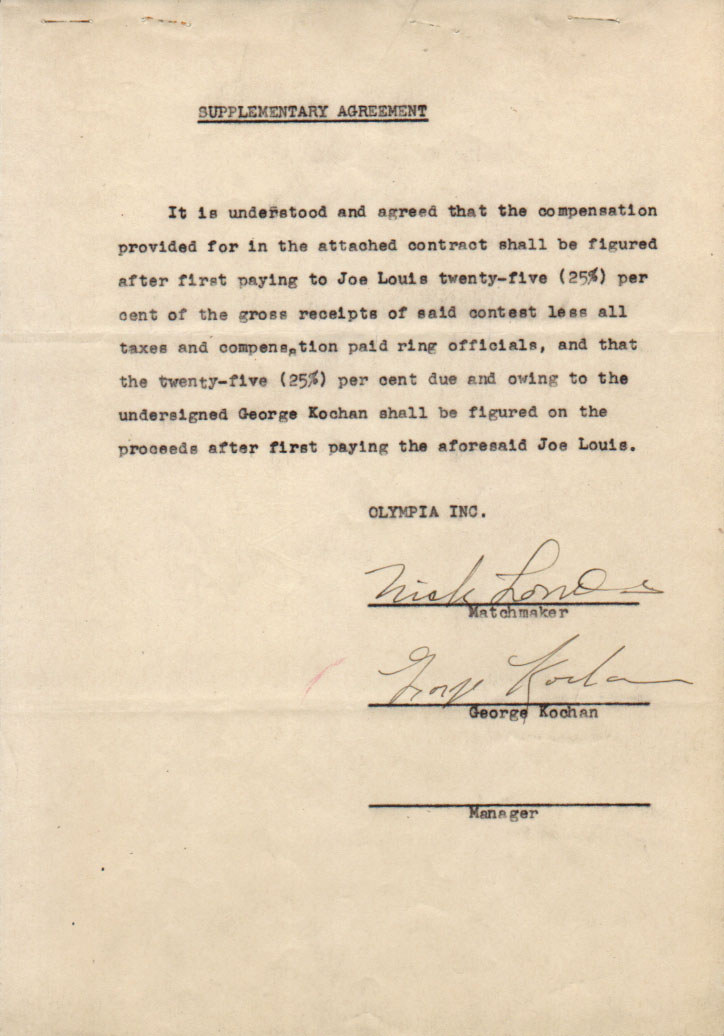 SUPPLEMENTARY AGREEMENT
It is understood and agreed that the compensation
provided for in the attached contract shall be figured
after first paying to Joe Louis twenty-five (25%) per
cent of the gross receipts of said contest less all
taxes and compensation paid ring officials, and that
the twenty-five (25%) per cent due and owing to the
undersigned George Kochan shall be figured on the
proceeds after first paying the aforesaid Joe Louis.
OLYMPIA INC.
Nick Londes
Matchmaker
George Kochan
George Kochan
Manager